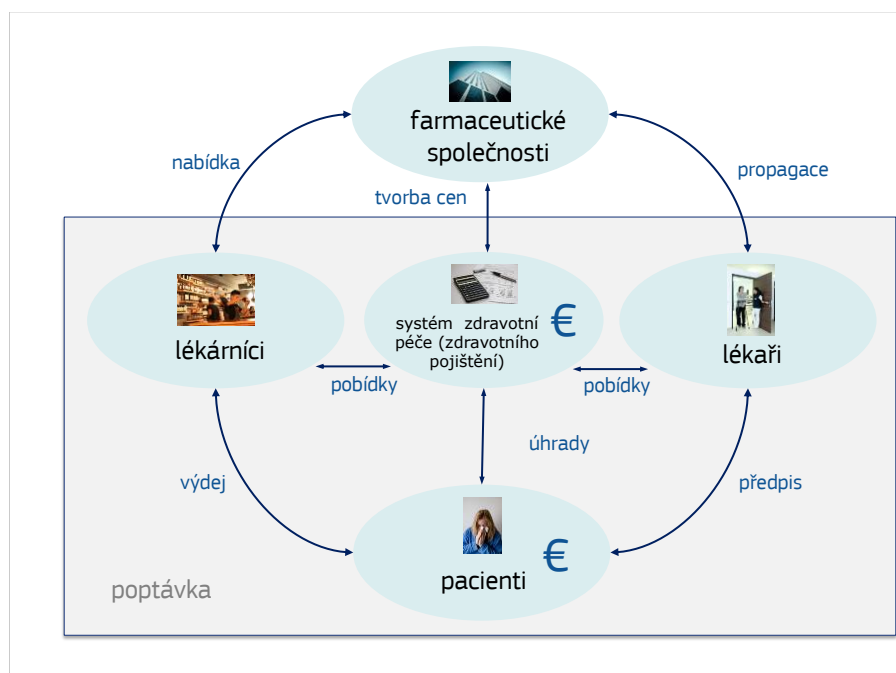 farmaceutické
společnosti
nabídka
propagace
tvorba cen
lékárníci
systém zdravotní
péče (zdravotního
pojištění)
€
lékaři
pobídky
pobídky
úhrady
výdej
předpis
€
pacienti
poptávka